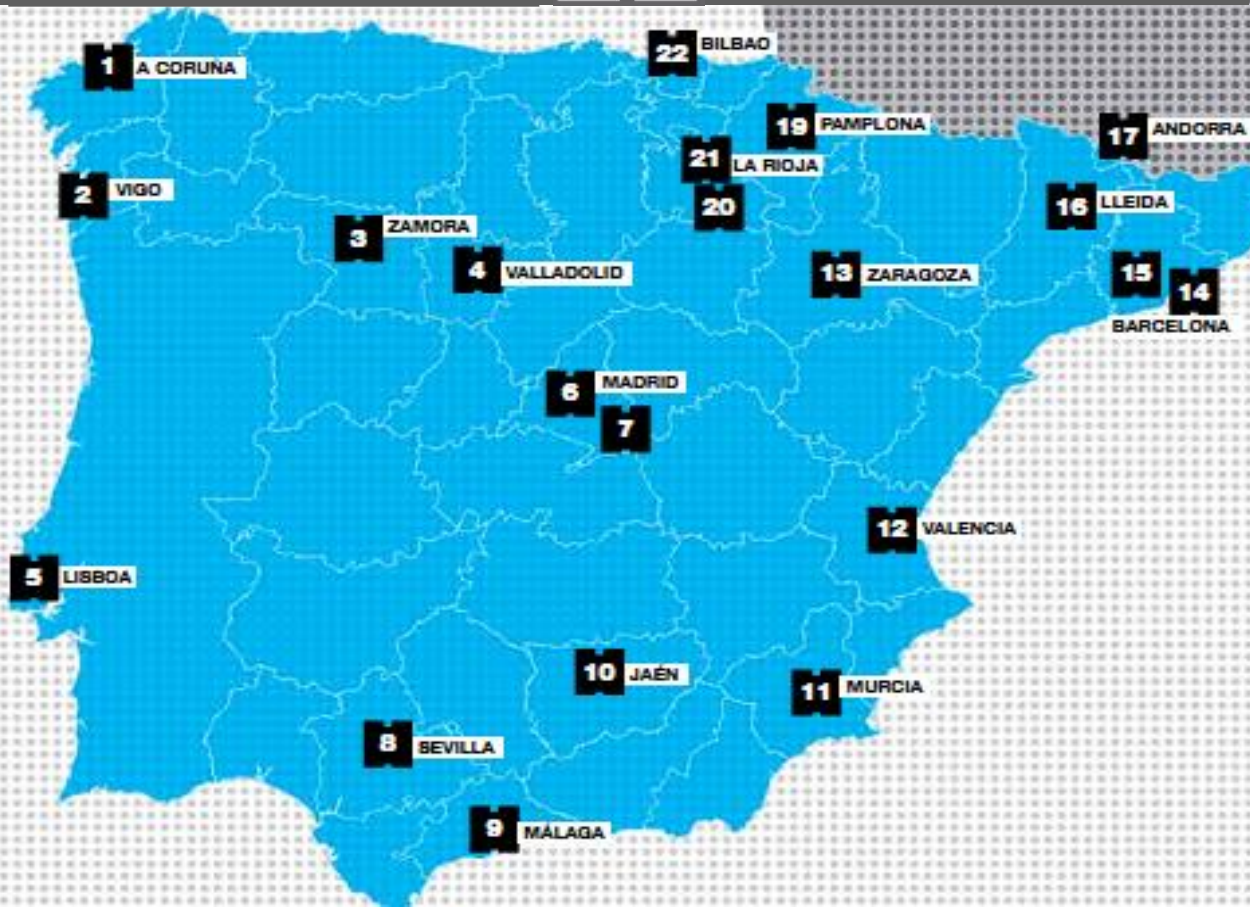 1 A CORUÑA
22 BILBAO
19 PAMPLONA
17 ANDORRA
21 LA RIOJA
2 VIGO
20
16 LLEIDA
3 ZAMORA
4 VALLADOLID
13 ZARAGOZA
15
14
BARCELONA
6 MADRID
7
12 VALENCIA
5 LISBOA
10 JAÉN
11 MURCIA
8 SEVILLA
9 MÁLAGA